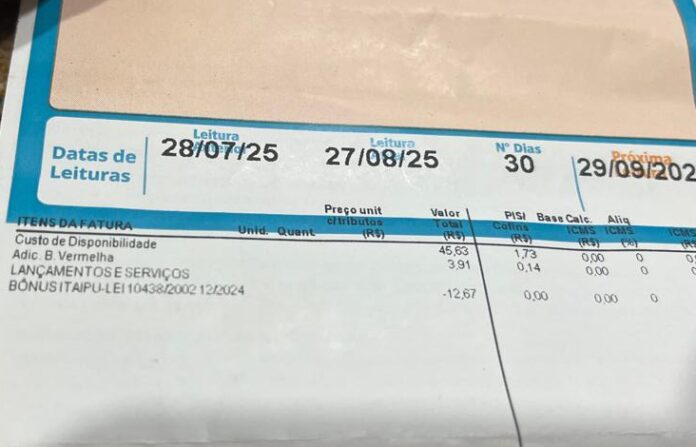 Datas de Leituras
Leitura
28/07/25
Leitura
27/08/25
Nº Dias
30
Próxima
29/09/202
ITENS DA FATURA Unid. Quant. Preço unit c/tributos (R$) Valor Total (R$) PIS/ Cofins (R$) Base Calc. ICMS (R$) Aliq ICMS (%) ICMS
Custo de Disponibilidade 45,63 1,73 0,00 0
Adic. B. Vermelha 3,91 0,14 0,00 0
LANÇAMENTOS E SERVIÇOS
BÔNUS ITAIPU-LEI 10438/2002 12/2024 -12,67 0,00 0,00 0